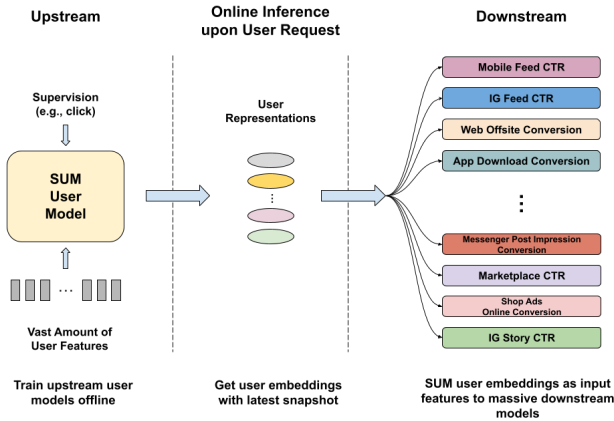 Upstream
Online Inference
upon User Request
Downstream
Supervision
(e.g., click)
SUM
User
Model
...
Vast Amount of
User Features
Train upstream user
models offline
User
Representations
...
Get user embeddings
with latest snapshot
Mobile Feed CTR
IG Feed CTR
Web Offsite Conversion
App Download Conversion
...
Messenger Post Impression
Conversion
Marketplace CTR
Shop Ads
Online Conversion
IG Story CTR
SUM user embeddings as input
features to massive downstream
models